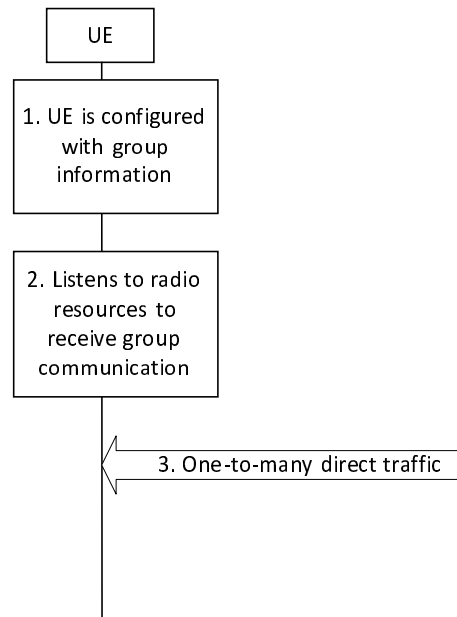 UE
1. UE is configured
with group
information
2. Listens to radio
resources to
receive group
communication
3. One-to-many direct traffic